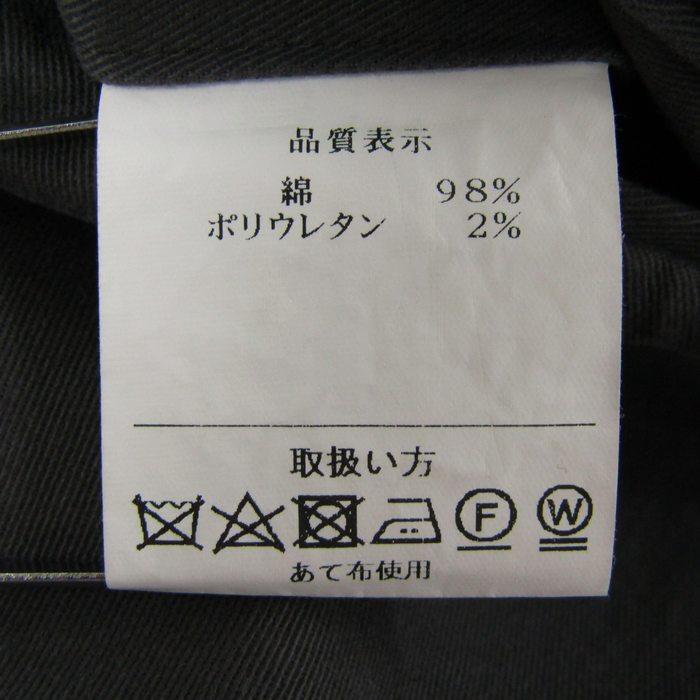 品質表示
綿 98%
ポリウレタン 2%
取扱い方
F W
あて布使用